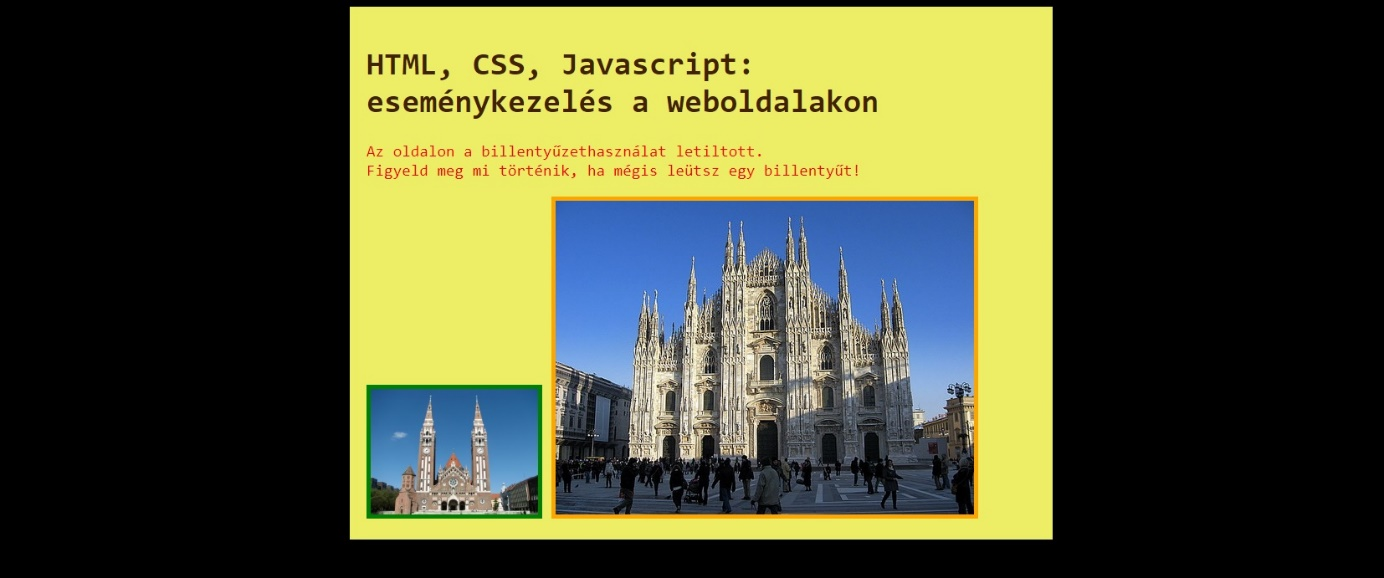 HTML, CSS, Javascript:
eseménykezelés a weboldalakon
Az oldalon a billentyűzethasználat letiltott.
Figyeld meg mi történik, ha mégis leütsz egy billentyűt!